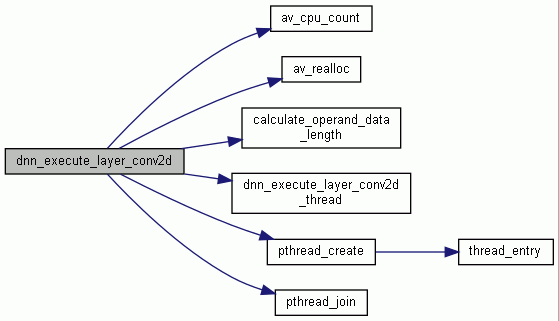 av_cpu_count
av_realloc
calculate_operand_data
_length
dnn_execute_layer_conv2d
dnn_execute_layer_conv2d
_thread
pthread_create
thread_entry
pthread_join